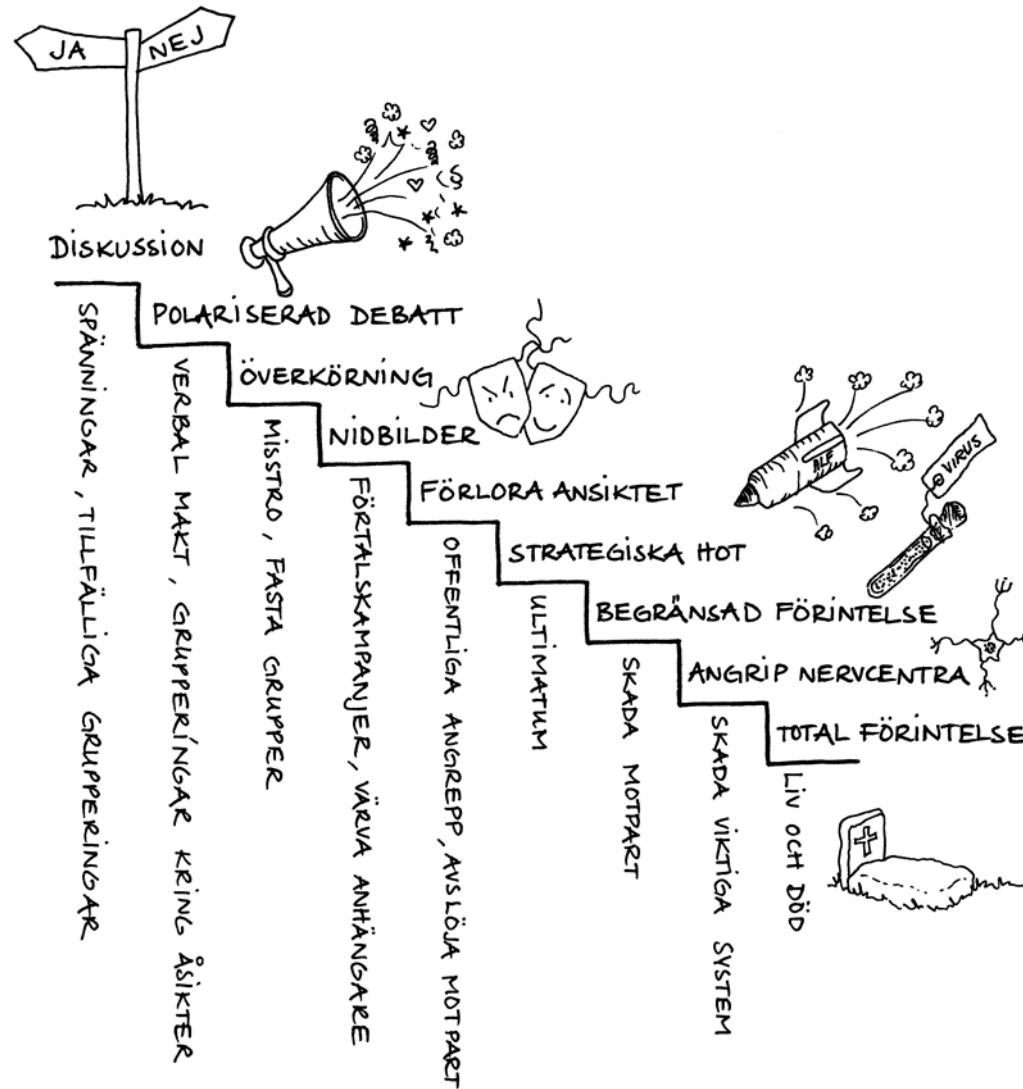 JA
NEJ
DISKUSSION
SPÄNNINGAR, TILLFÄLLIGA GRUPPERINGAR
POLARISERAD DEBATT
VERBAL MAKT, GRUPPERINGAR KRING ÅSIKTER
ÖVERKÖRNING
MISSTRO, FASTA GRUPPER
NIDBILDER
FÖRTALSKAMPANJER, VÄRVA ANHÄNGARE
FÖRLORA ANSIKTET
OFFENTLIGA ANGREPP, AVSLÖJA MOTPART
STRATEGISKA HOT
ULTIMATUM
ALF
VIRUS
BEGRÄNSAD FÖRINTELSE
SKADA MOTPART
ANGRIP NERVCENTRA
SKADA VIKTIGA SYSTEM
TOTAL FÖRINTELSE
LIV OCH DÖD